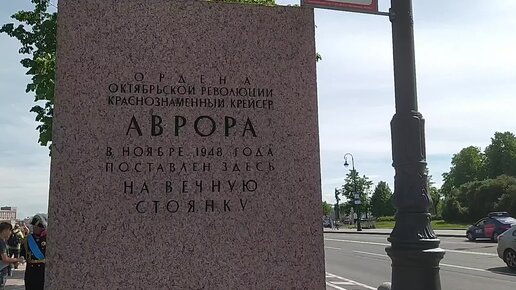 ОРДЕНА
ОКТЯБРЬСКОЙ РЕВОЛЮЦИИ
КРАСНОЗНАМЕННЫЙ КРЕЙСЕР
АВРОРА
В НОЯБРЕ 1948 ГОДА
ПОСТАВЛЕН ЗДЕСЬ
НА ВЕЧНУЮ
СТОЯНКУ